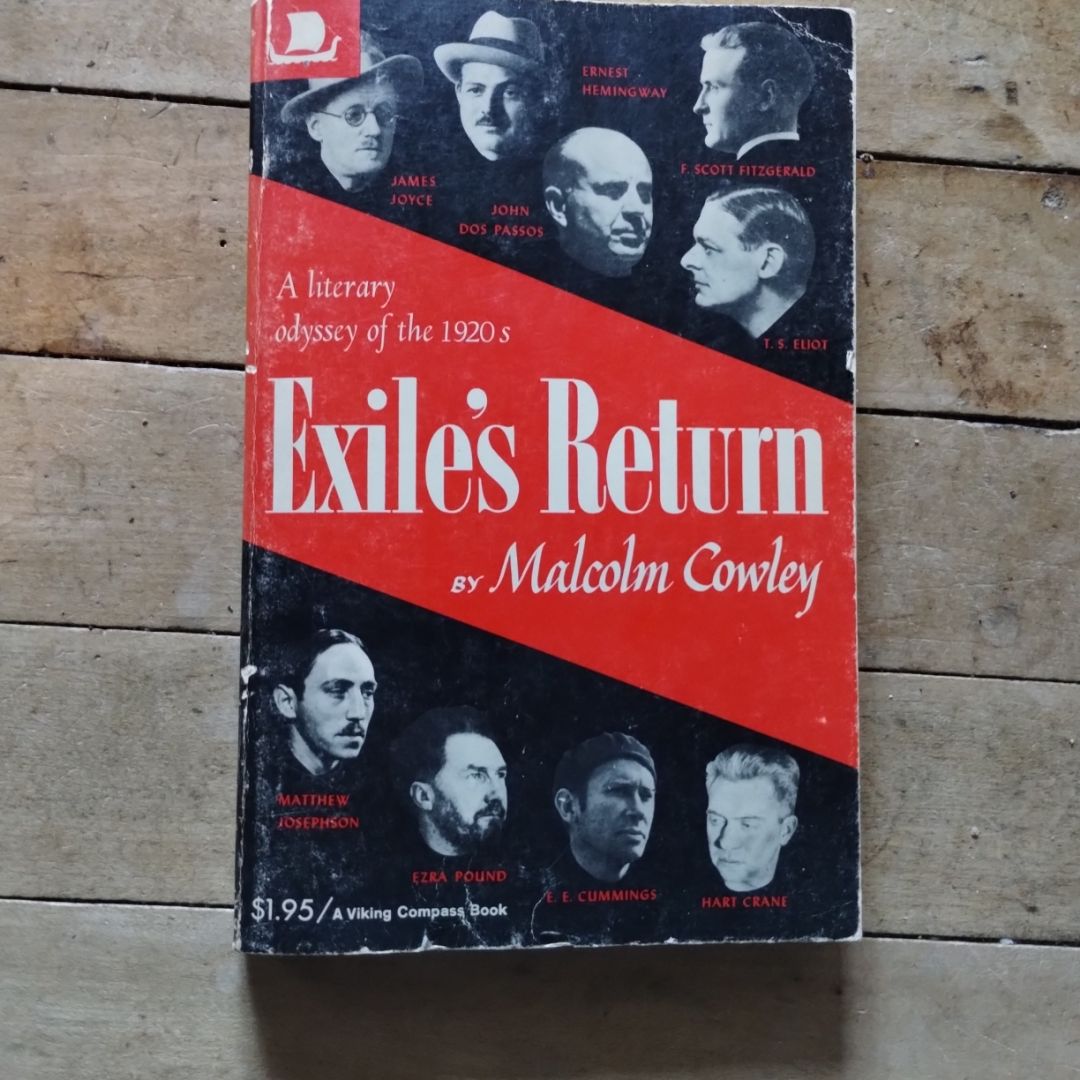 ERNEST
HEMINGWAY
F. SCOTT FITZGERALD
JAMES
JOYCE
JOHN
DOS PASSOS
T. S. ELIOT
A literary
odyssey of the 1920s
Exile's Return
BY Malcolm Cowley
MATTHEW
JOSEPHSON
EZRA POUND
E. E. CUMMINGS
HART CRANE
$1.95/A Viking Compass Book